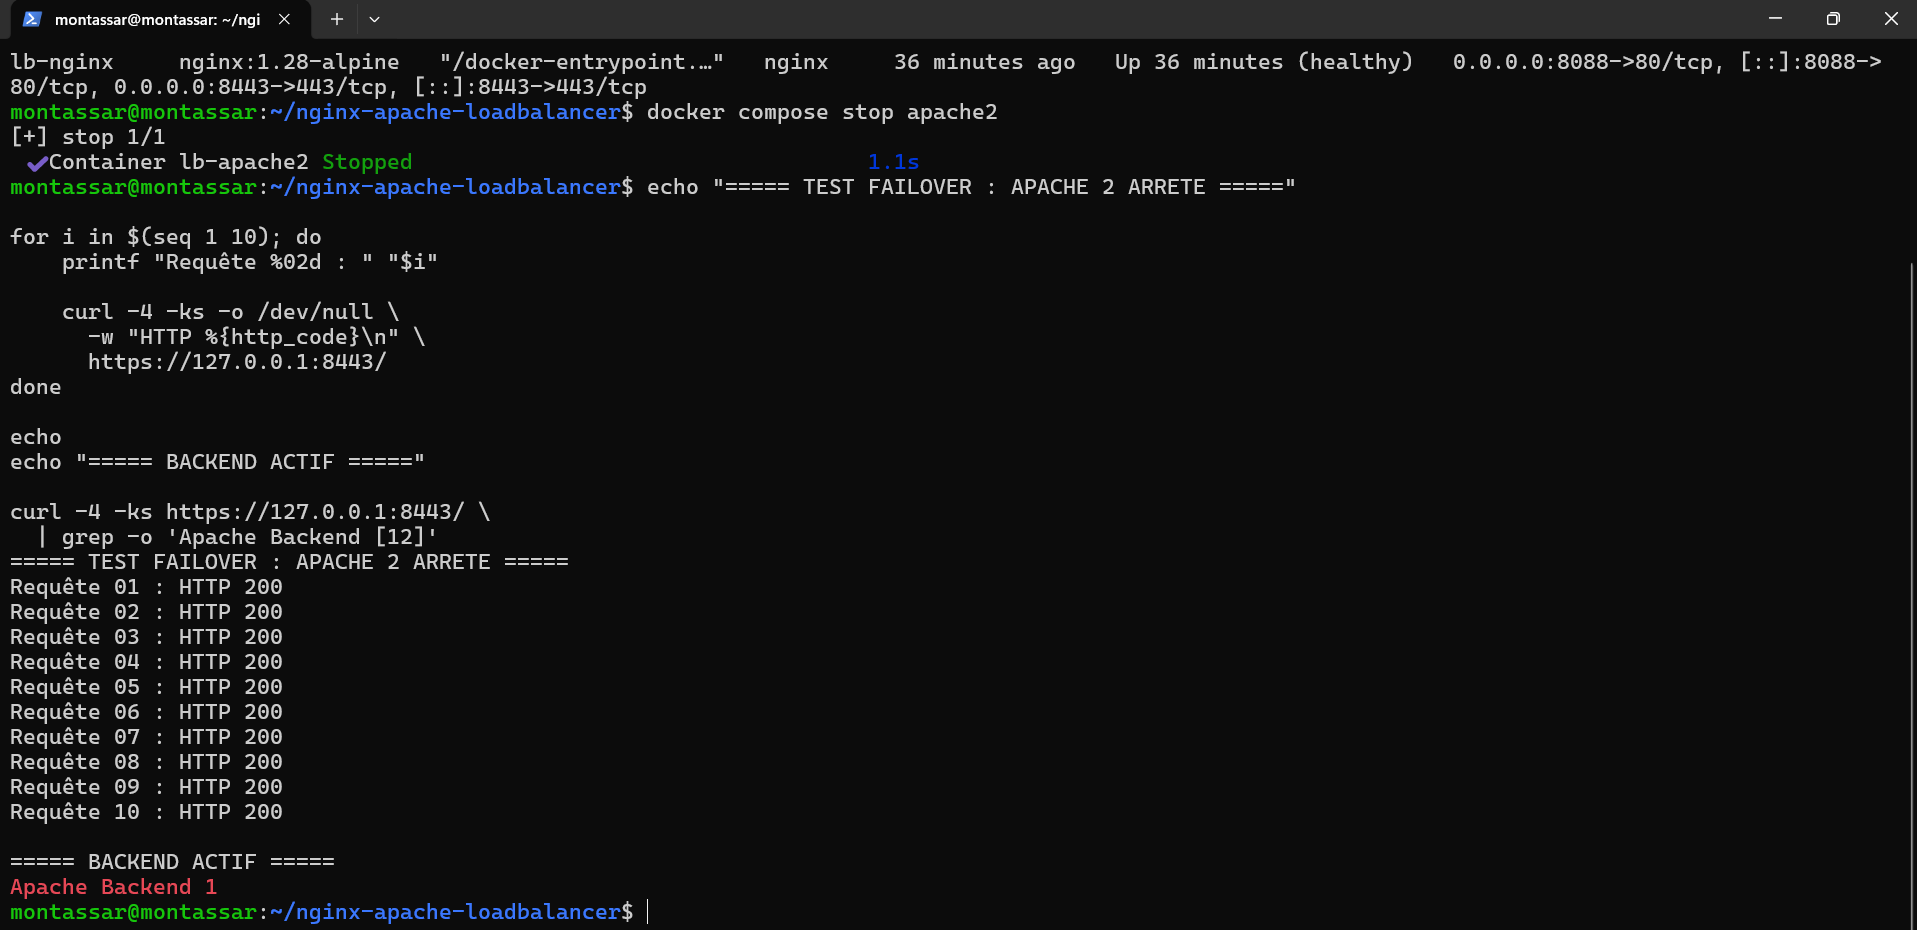 montassar@montassar: ~/ngi
lb-nginx     nginx:1.28-alpine   "/docker-entrypoint.…"   nginx     36 minutes ago   Up 36 minutes (healthy)   0.0.0.0:8088->80/tcp, [::]:8088->
80/tcp, 0.0.0.0:8443->443/tcp, [::]:8443->443/tcp
montassar@montassar:~/nginx-apache-loadbalancer$ docker compose stop apache2
[+] stop 1/1
 ✔Container lb-apache2 Stopped                                   1.1s
montassar@montassar:~/nginx-apache-loadbalancer$ echo "===== TEST FAILOVER : APACHE 2 ARRETE ====="

for i in $(seq 1 10); do
    printf "Requête %02d : " "$i"

    curl -4 -ks -o /dev/null \
      -w "HTTP %{http_code}\n" \
      https://127.0.0.1:8443/
done

echo
echo "===== BACKEND ACTIF ====="

curl -4 -ks https://127.0.0.1:8443/ \
  | grep -o 'Apache Backend [12]'
===== TEST FAILOVER : APACHE 2 ARRETE =====
Requête 01 : HTTP 200
Requête 02 : HTTP 200
Requête 03 : HTTP 200
Requête 04 : HTTP 200
Requête 05 : HTTP 200
Requête 06 : HTTP 200
Requête 07 : HTTP 200
Requête 08 : HTTP 200
Requête 09 : HTTP 200
Requête 10 : HTTP 200

===== BACKEND ACTIF =====
Apache Backend 1
montassar@montassar:~/nginx-apache-loadbalancer$